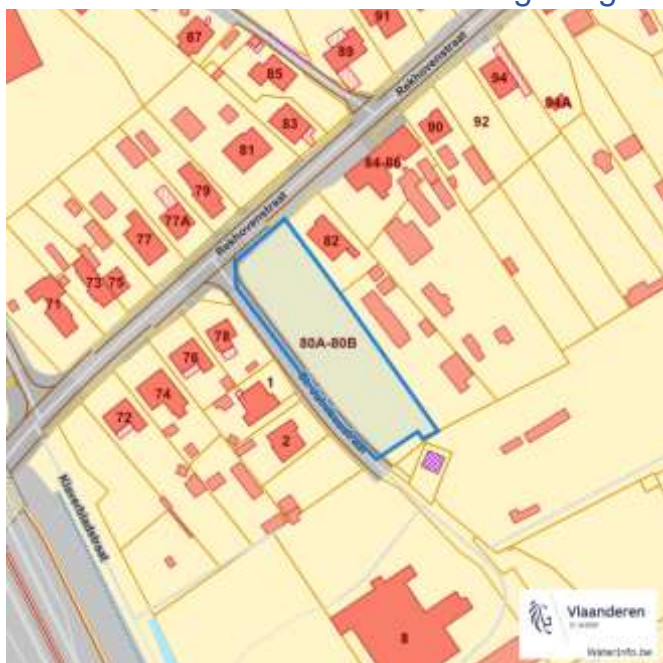 91
67
89
85
Rekhovenstraat
94
94A
83
92
90
81
84-86
79
77A
Rekhovenstraat
77
82
73
75
71
80A-80B
78
76
1
74
72
2
Klaverbladstraat
8
Vlaanderen
is water
WaterInfo.be